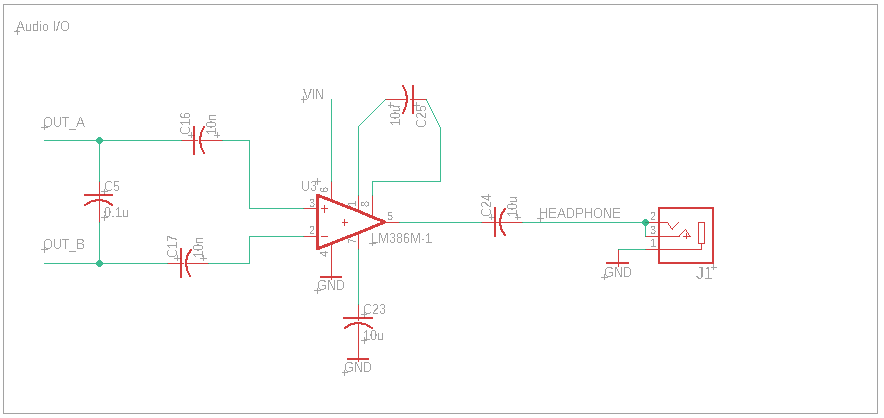 Audio I/O
OUT_A
C16
10n
VIN
10u
C25
C5
0.1u
U3
6
1
8
3
2
5
4
7
LM386M-1
C24
10u
HEADPHONE
2
3
1
J1
GND
OUT_B
C17
10n
GND
C23
10u
GND